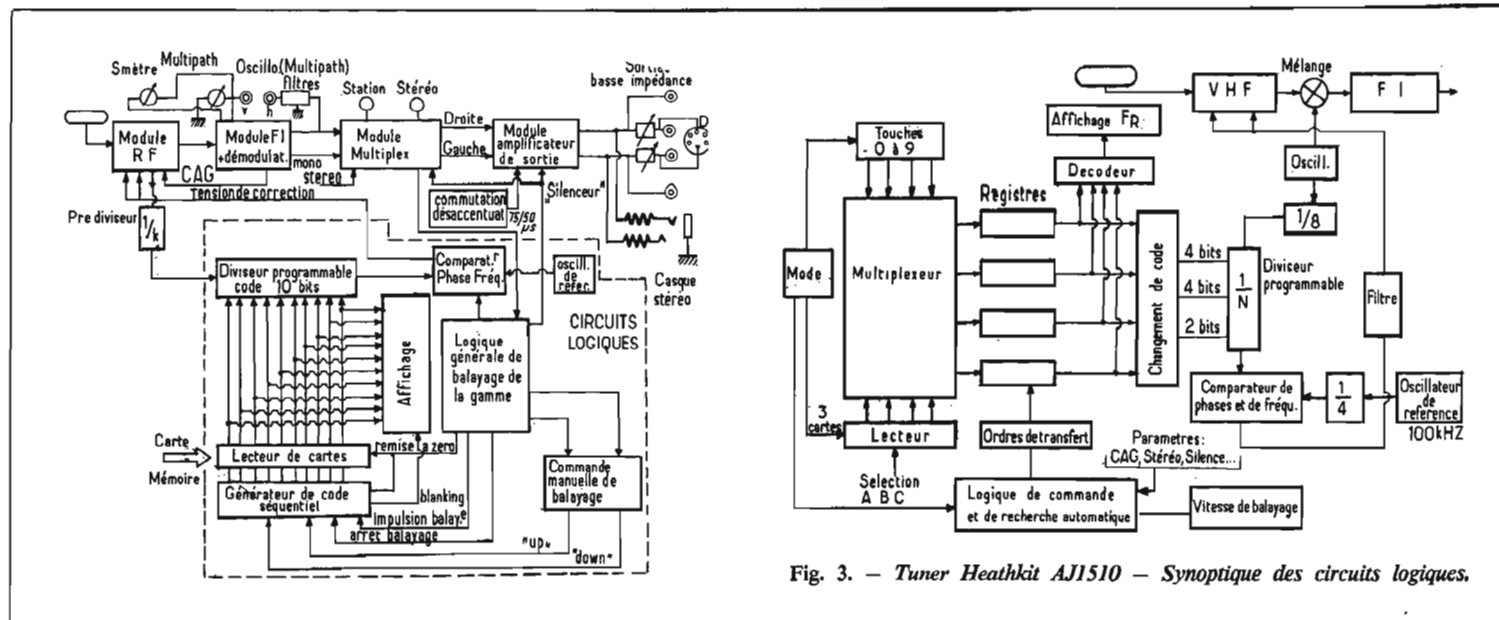 Smètre
Multipath
Oscillo.(Multipath)
filtres
v
h
Station
Stéréo
basse impédance
D
Module
RF
Module FI
+démodulat.
Module
Multiplex
Droite
Gauche
Module
amplificateur
de sortie
CAG
mono
stereo
Tension de correction
"Silenceur"
commutation
désaccentuat.
75/50
µs
Pre diviseur
1/k
Casque
stéréo
Diviseur programmable
code 10 bits
Comparat.r
Phase Fréq.
oscill.
de
réfer.
CIRCUITS
LOGIQUES
Affichage
Logique
générale de
balayage de
la gamme
Carte
Mémoire
Lecteur de cartes
remise à zero
Générateur de code
séquentiel
blanking
Impulsion balay.e
arret balayage
Commande
manuelle de
balayage
"up"
"down"
Touches
0 à 9
Affichage FR
Decodeur
VHF
Mélange
FI
Oscill.
1/8
Registres
Mode
Multiplexeur
Changement de code
4 bits
4 bits
2 bits
1
N
Diviseur
programmable
Filtre
3
cartes
Lecteur
Ordres de transfert
Comparateur de
phases et de fréqu.
1
4
Oscillateur
de
reference
100kHZ
Parametres:
CAG, Stéréo, Silence...
Selection
A B C
Logique de commande
et de recherche automatique
Vitesse de balayage
Fig. 3. — Tuner Heathkit AJ1510 — Synoptique des circuits logiques.